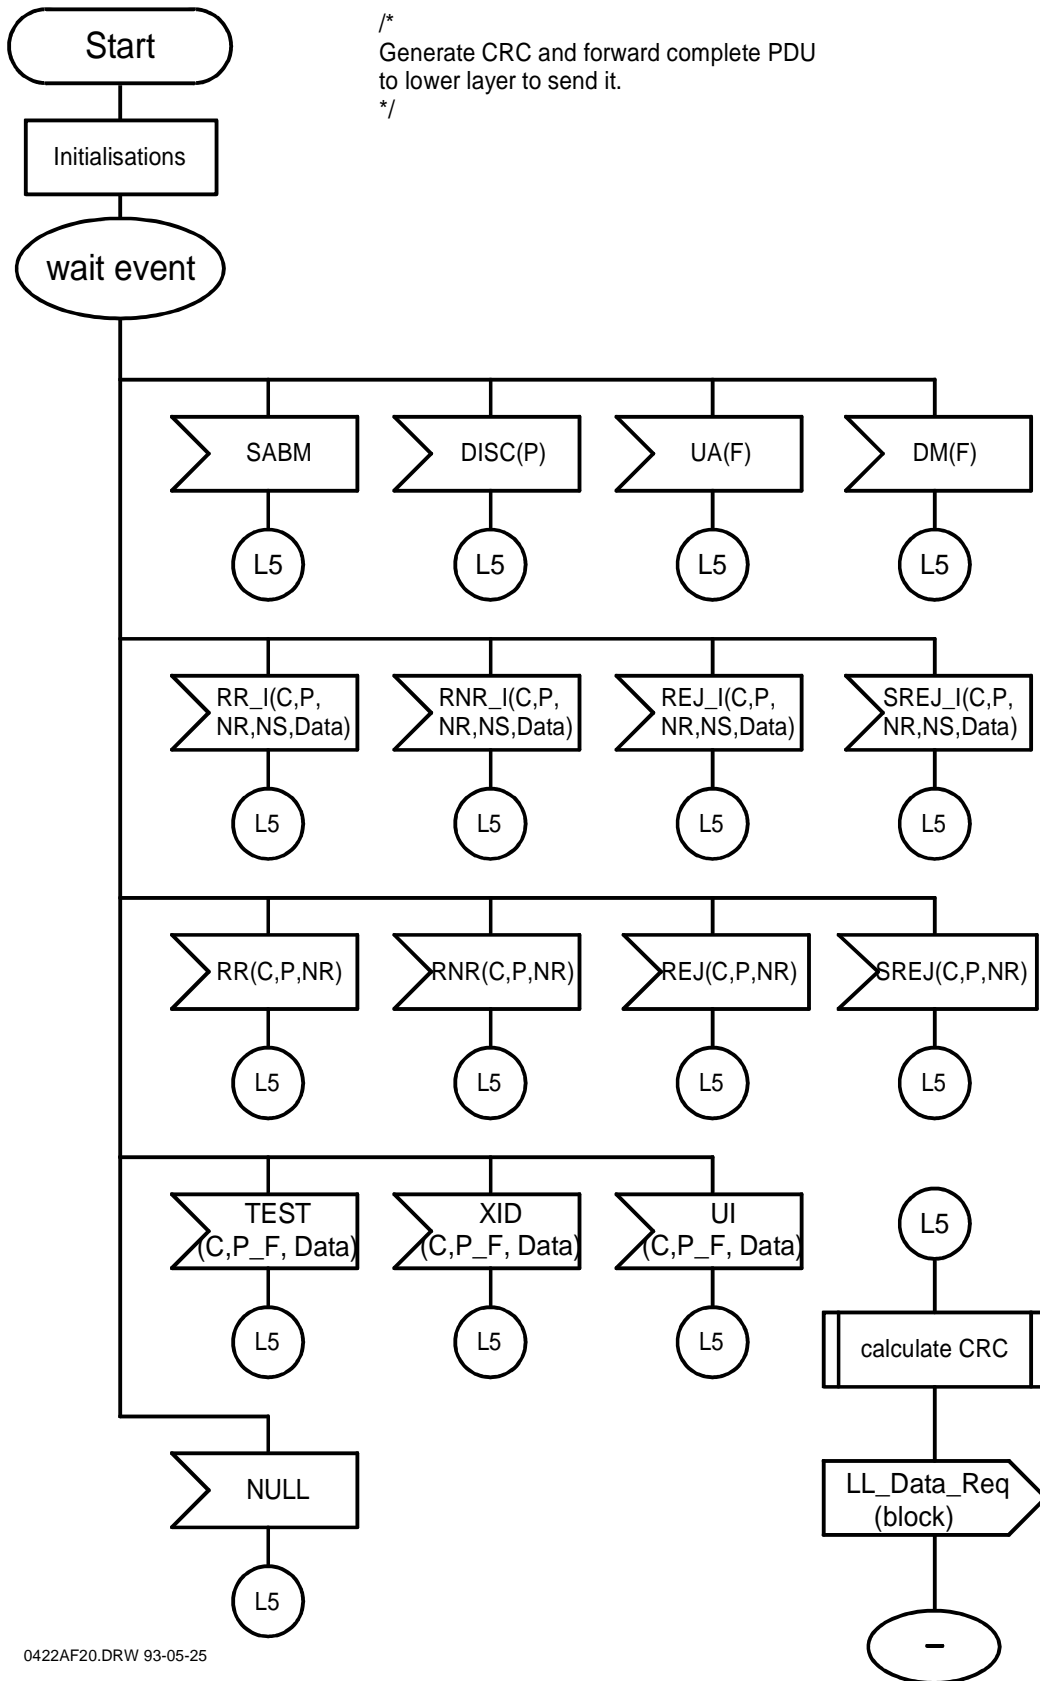 Start
/*
Generate CRC and forward complete PDU
to lower layer to send it.
*/
Initialisations
wait event
SABM
DISC(P)
UA(F)
DM(F)
L5
L5
L5
L5
RR_I(C,P,
NR,NS,Data)
RNR_I(C,P,
NR,NS,Data)
REJ_I(C,P,
NR,NS,Data)
SREJ_I(C,P,
NR,NS,Data)
L5
L5
L5
L5
RR(C,P,NR)
RNR(C,P,NR)
REJ(C,P,NR)
SREJ(C,P,NR)
L5
L5
L5
L5
TEST
(C,P_F, Data)
XID
(C,P_F, Data)
UI
(C,P_F, Data)
L5
L5
L5
L5
calculate CRC
NULL
LL_Data_Req
(block)
L5
–
0422AF20.DRW 93-05-25